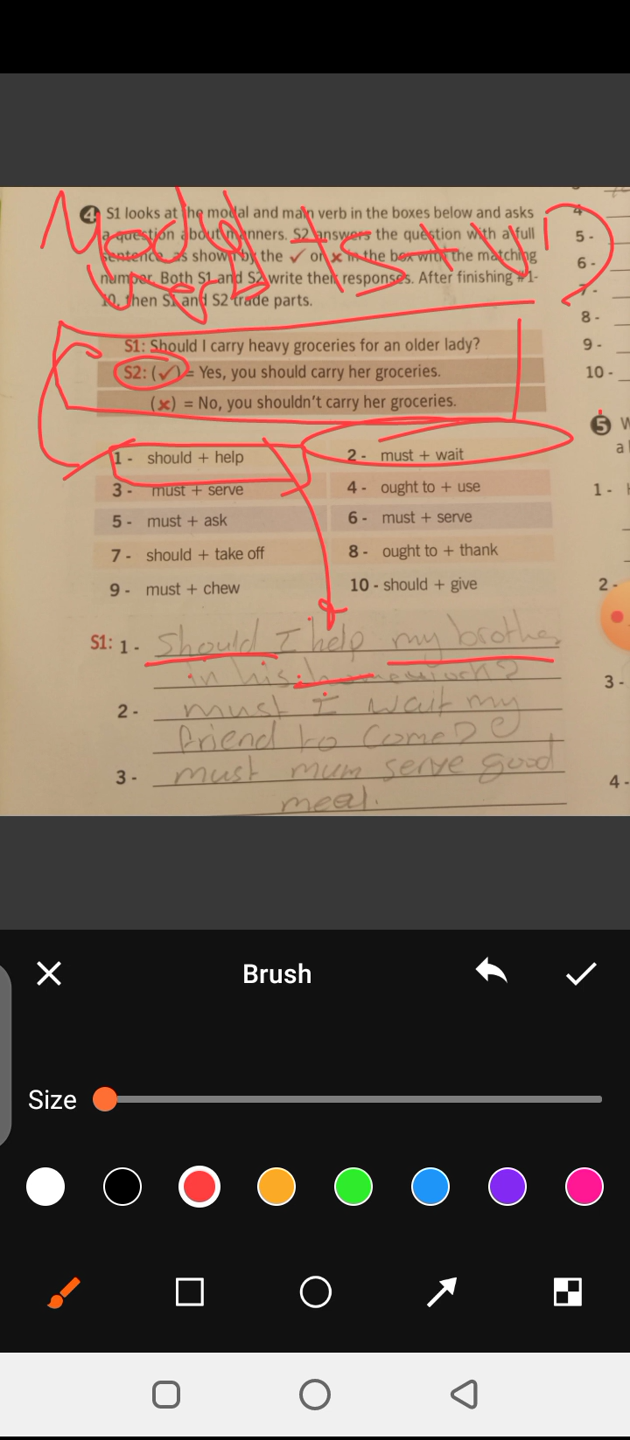 4 S1 looks at the modal and main verb in the boxes below and asks
a question about manners. S2 answers the question with a full
sentence, as shown by the ✓ or × in the box with the matching
number. Both S1 and S2 write their responses. After finishing #1-
10, then S1 and S2 trade parts.
S1: Should I carry heavy groceries for an older lady?
S2: (✓) = Yes, you should carry her groceries.
(×) = No, you shouldn't carry her groceries.
1 - should + help
2 - must + wait
3 - must + serve
4 - ought to + use
5 - must + ask
6 - must + serve
7 - should + take off
8 - ought to + thank
9 - must + chew
10 - should + give
S1: 1 - should I help my brother
in his homework?
2 - must I wait my
friend to come?
3 - must mum serve good
meal.
4 -
5 -
6 -
7 -
8 -
9 -
10 -
5
1 -
2 -
3 -
4 -
Brush
Size